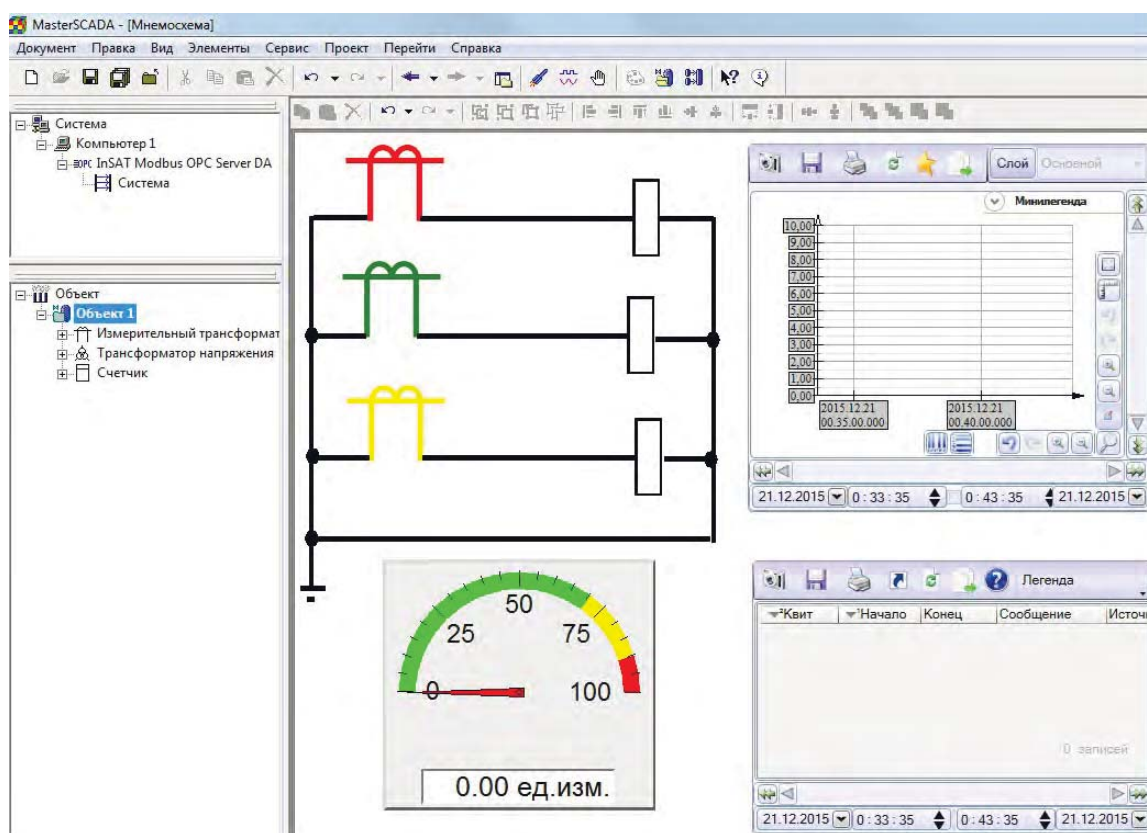 MasterSCADA - [Мнемосхема]
Документ Правка Вид Элементы Сервис Проект Перейти Справка
Система
Компьютер 1
OPC InSAT Modbus OPC Server DA
Система
Объект
Объект 1
Измерительный трансформат
Трансформатор напряжения
Счетчик
Слой Основной
Минилегенда
10,00
9,00
8,00
7,00
6,00
5,00
4,00
3,00
2,00
1,00
0,00
2015.12.21 2015.12.21
00.35.00.000 00.40.00.000
21.12.2015 0:33:35 0:43:35 21.12.2015
0 25 50 75 100
0.00 ед.изм.
Легенда
Квит Начало Конец Сообщение Источ
0 записей
21.12.2015 0:33:35 0:43:35 21.12.2015